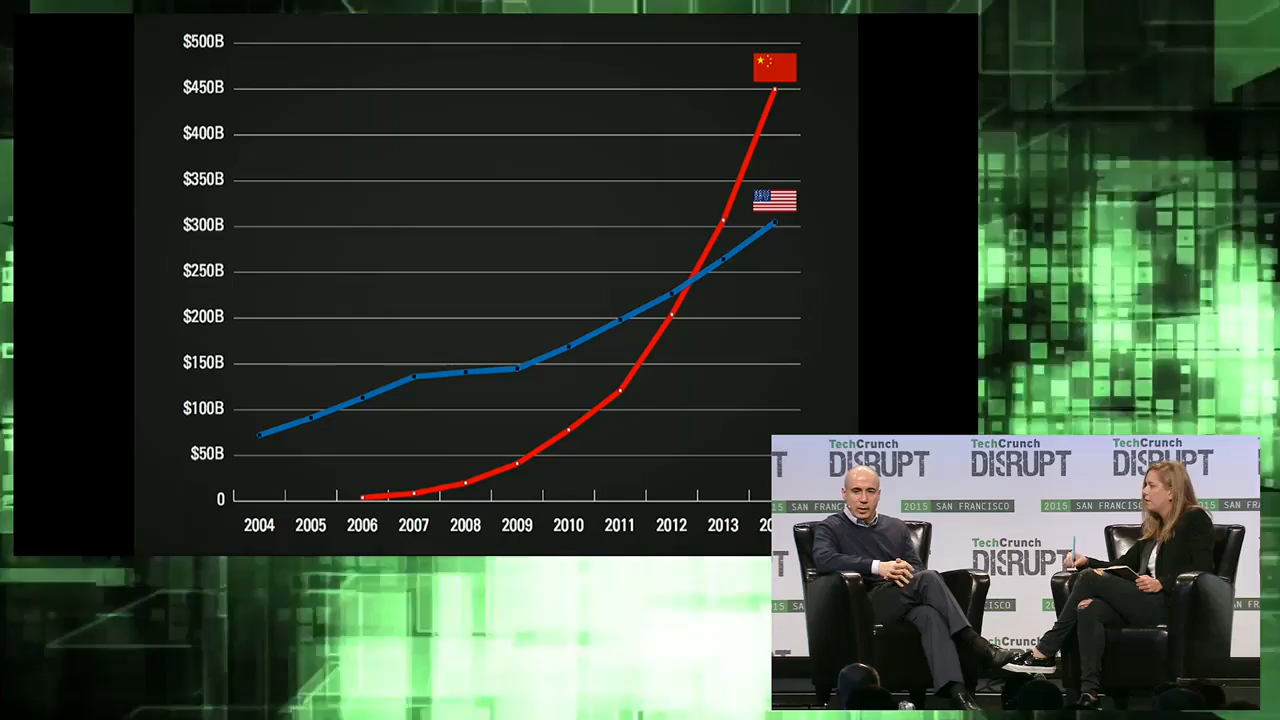 $500B
$450B
$400B
$350B
$300B
$250B
$200B
$150B
$100B
$50B
0
2004 2005 2006 2007 2008 2009 2010 2011 2012 2013
TechCrunch TechCrunch TechCrunch
DISRUPT DISRUPT DISRUPT
2015 SAN FRANCISCO
TechCrunch
DISRUPT
TechCrunch